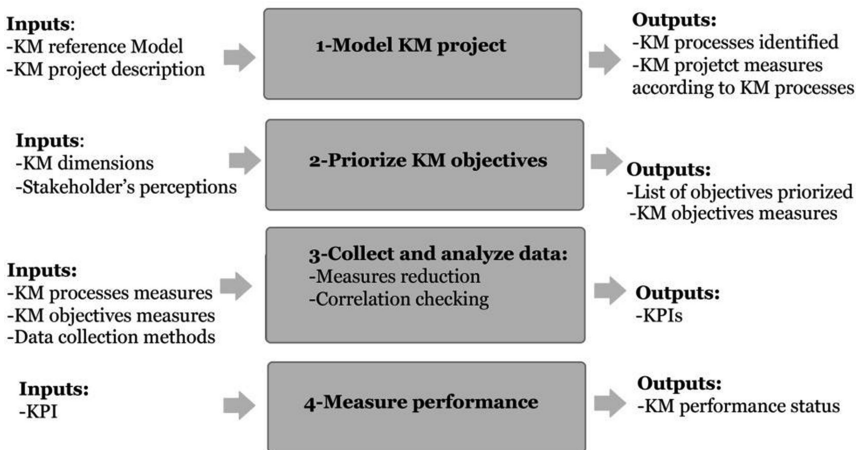 Inputs:
-KM reference Model
-KM project description
1-Model KM project
Outputs:
-KM processes identified
-KM projetct measures
according to KM processes
Inputs:
-KM dimensions
-Stakeholder's perceptions
2-Priorize KM objectives
Outputs:
-List of objectives priorized
-KM objectives measures
Inputs:
-KM processes measures
-KM objectives measures
-Data collection methods
3-Collect and analyze data:
-Measures reduction
-Correlation checking
Outputs:
-KPIs
Inputs:
-KPI
4-Measure performance
Outputs:
-KM performance status